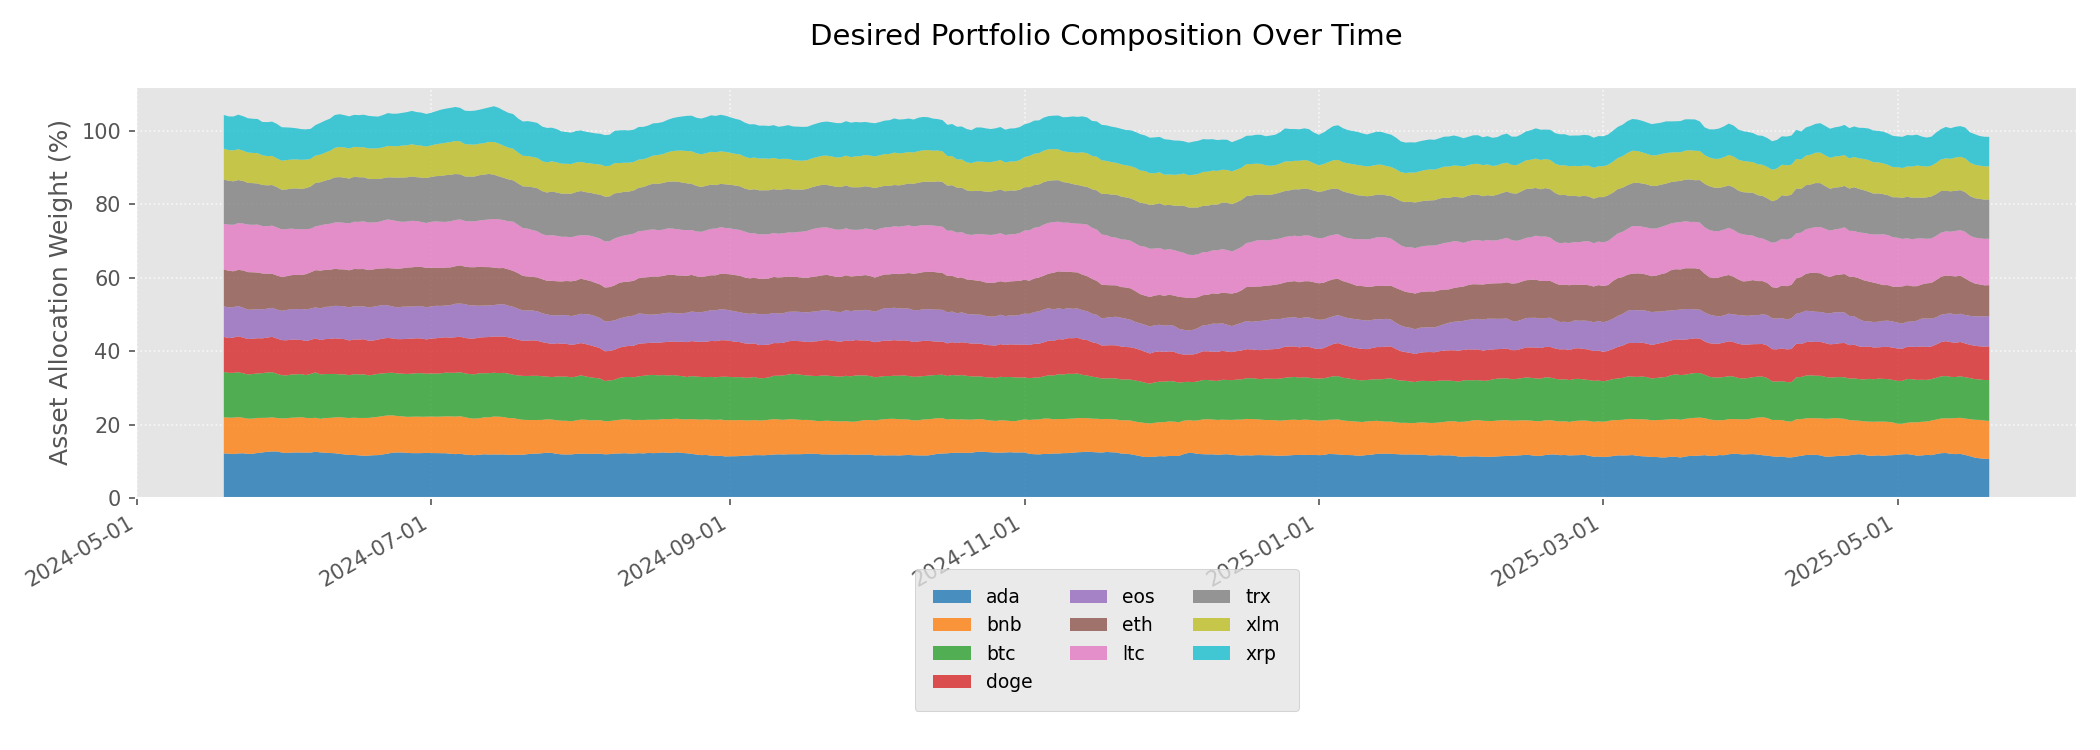 Desired Portfolio Composition Over Time
Asset Allocation Weight (%)
100
80
60
40
20
0
2024-05-01
2024-07-01
2024-09-01
2024-11-01
2025-01-01
2025-03-01
2025-05-01
ada
bnb
btc
doge
eos
eth
ltc
trx
xlm
xrp